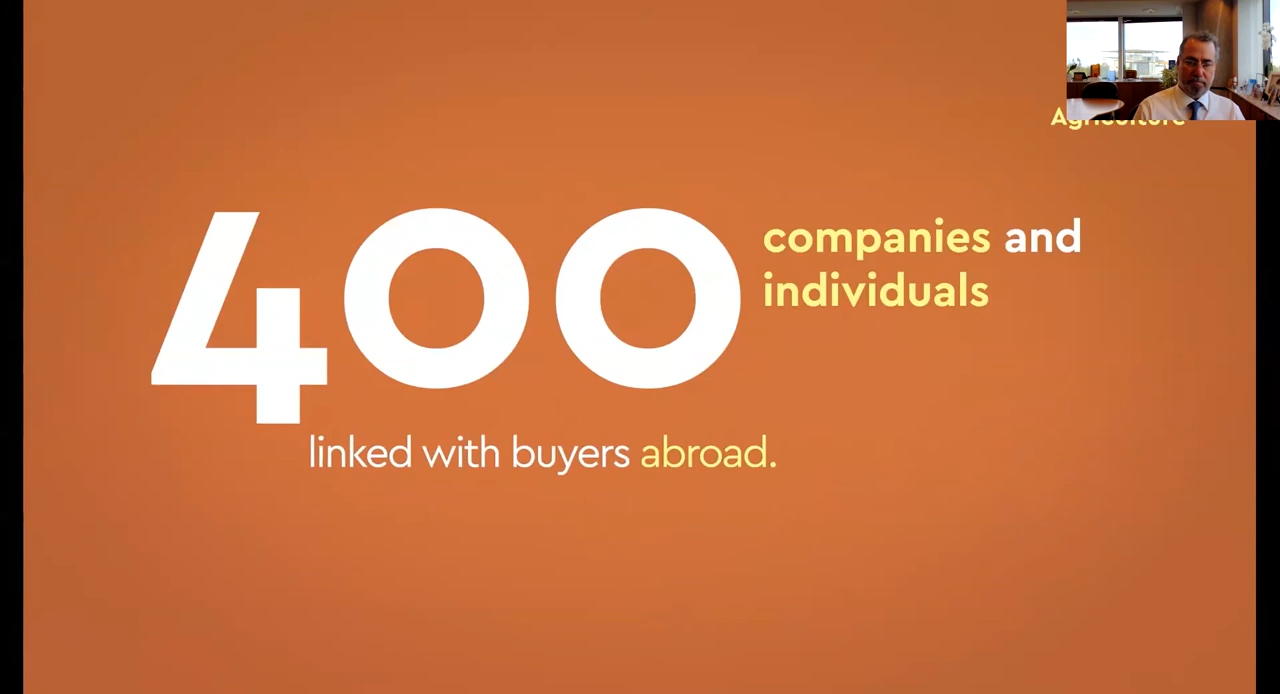 Agriculture
400
companies and
individuals
linked with buyers abroad.